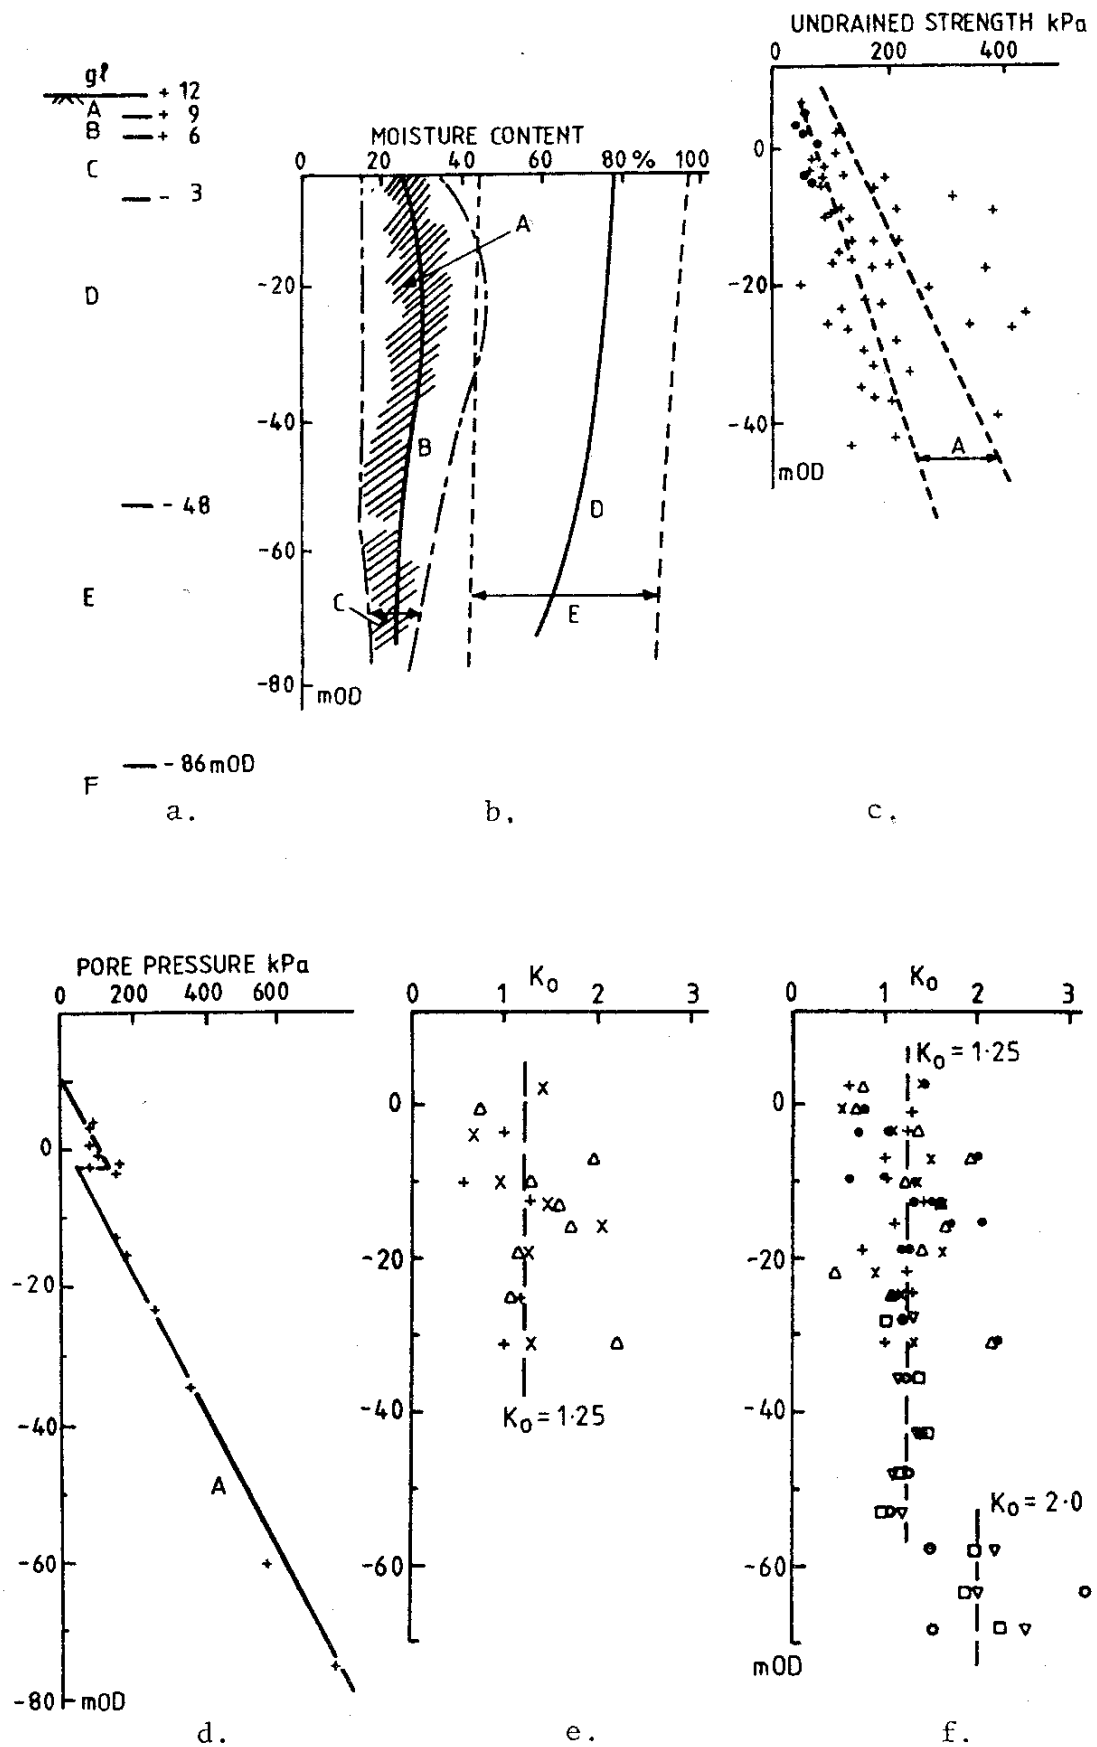 gl
+ 12
A + 9
B + 6
C
- 3
D
- 48
E
- 86mOD
F
a.
MOISTURE CONTENT
0 20 40 60 80 % 100
A
-20
-40
B
D
-60
C
E
-80 mOD
b.
UNDRAINED STRENGTH kPa
0 200 400
0
-20
-40
A
mOD
c.
PORE PRESSURE kPa
0 200 400 600
0
-20
-40
A
-60
-80 mOD
d.
K₀
0 1 2 3
0
-20
-40
K₀ = 1·25
-60
e.
K₀
0 1 2 3
K₀ = 1·25
0
-20
-40
K₀ = 2·0
-60
mOD
f.